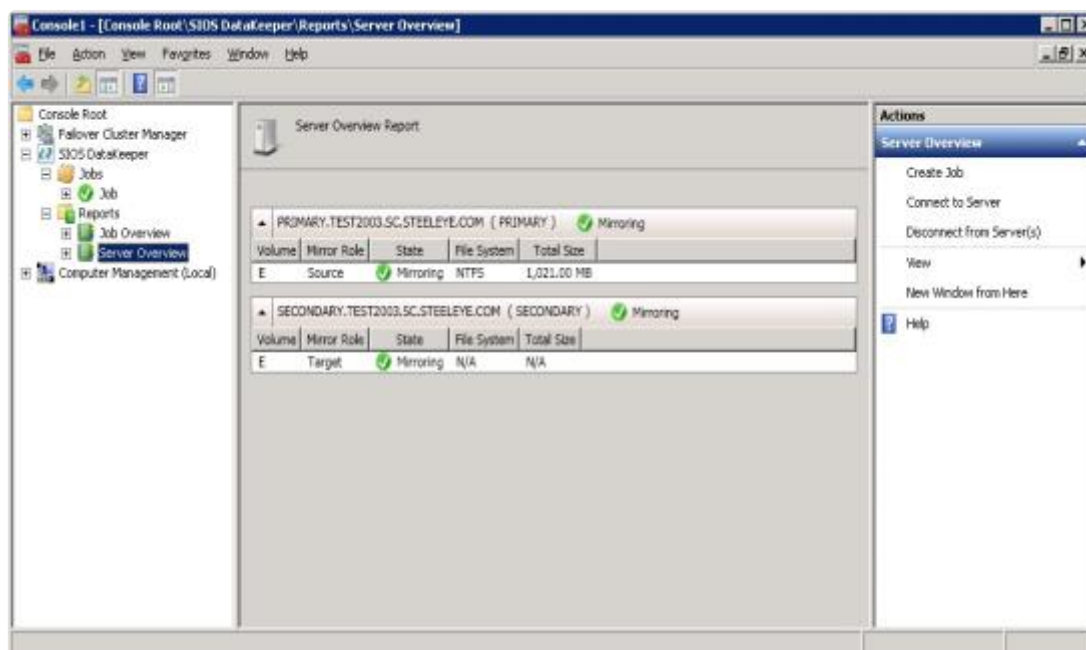 Console1 - [Console Root\SIOS DataKeeper\Reports\Server Overview]
File Action View Favorites Window Help
Console Root
Failover Cluster Manager
SIOS DataKeeper
Jobs
Job
Reports
Job Overview
Server Overview
Computer Management (Local)
Server Overview Report
PRIMARY.TEST2003.SC.STEELEYE.COM ( PRIMARY ) Mirroring
Volume Mirror Role State File System Total Size
E Source Mirroring NTFS 1,021.00 MB
SECONDARY.TEST2003.SC.STEELEYE.COM ( SECONDARY ) Mirroring
Volume Mirror Role State File System Total Size
E Target Mirroring N/A N/A
Actions
Server Overview
Create Job
Connect to Server
Disconnect from Server(s)
View
New Window from Here
Help